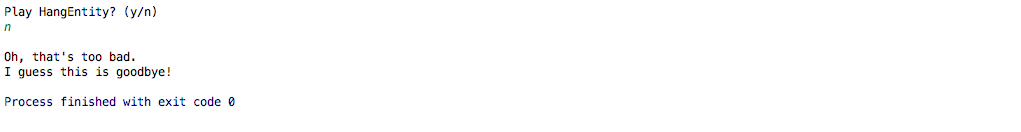 Play HangEntity? (y/n)
n
Oh, that's too bad.
I guess this is goodbye!
Process finished with exit code 0